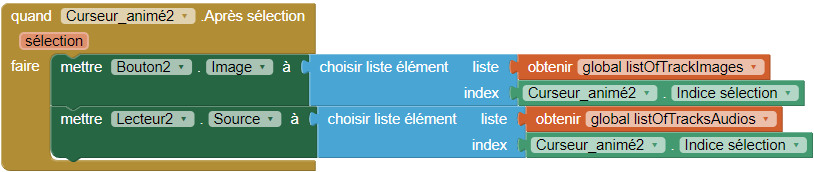 quand Curseur_animé2 .Après sélection
sélection
faire mettre Bouton2 . Image à choisir liste élément liste obtenir global listOfTrackImages
index Curseur_animé2 . Indice sélection
mettre Lecteur2 . Source à choisir liste élément liste obtenir global listOfTracksAudios
index Curseur_animé2 . Indice sélection